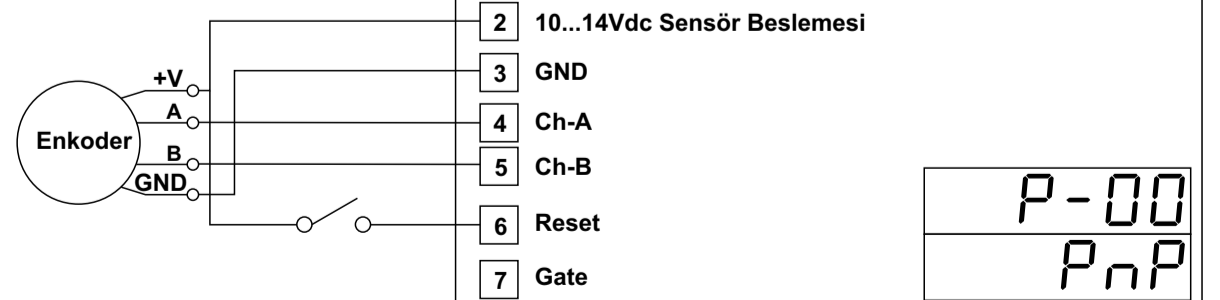 2 10...14Vdc Sensör Beslemesi
+V
3 GND
A
4 Ch-A
Enkoder
B
5 Ch-B
GND
6 Reset
7 Gate
P-00
PnP